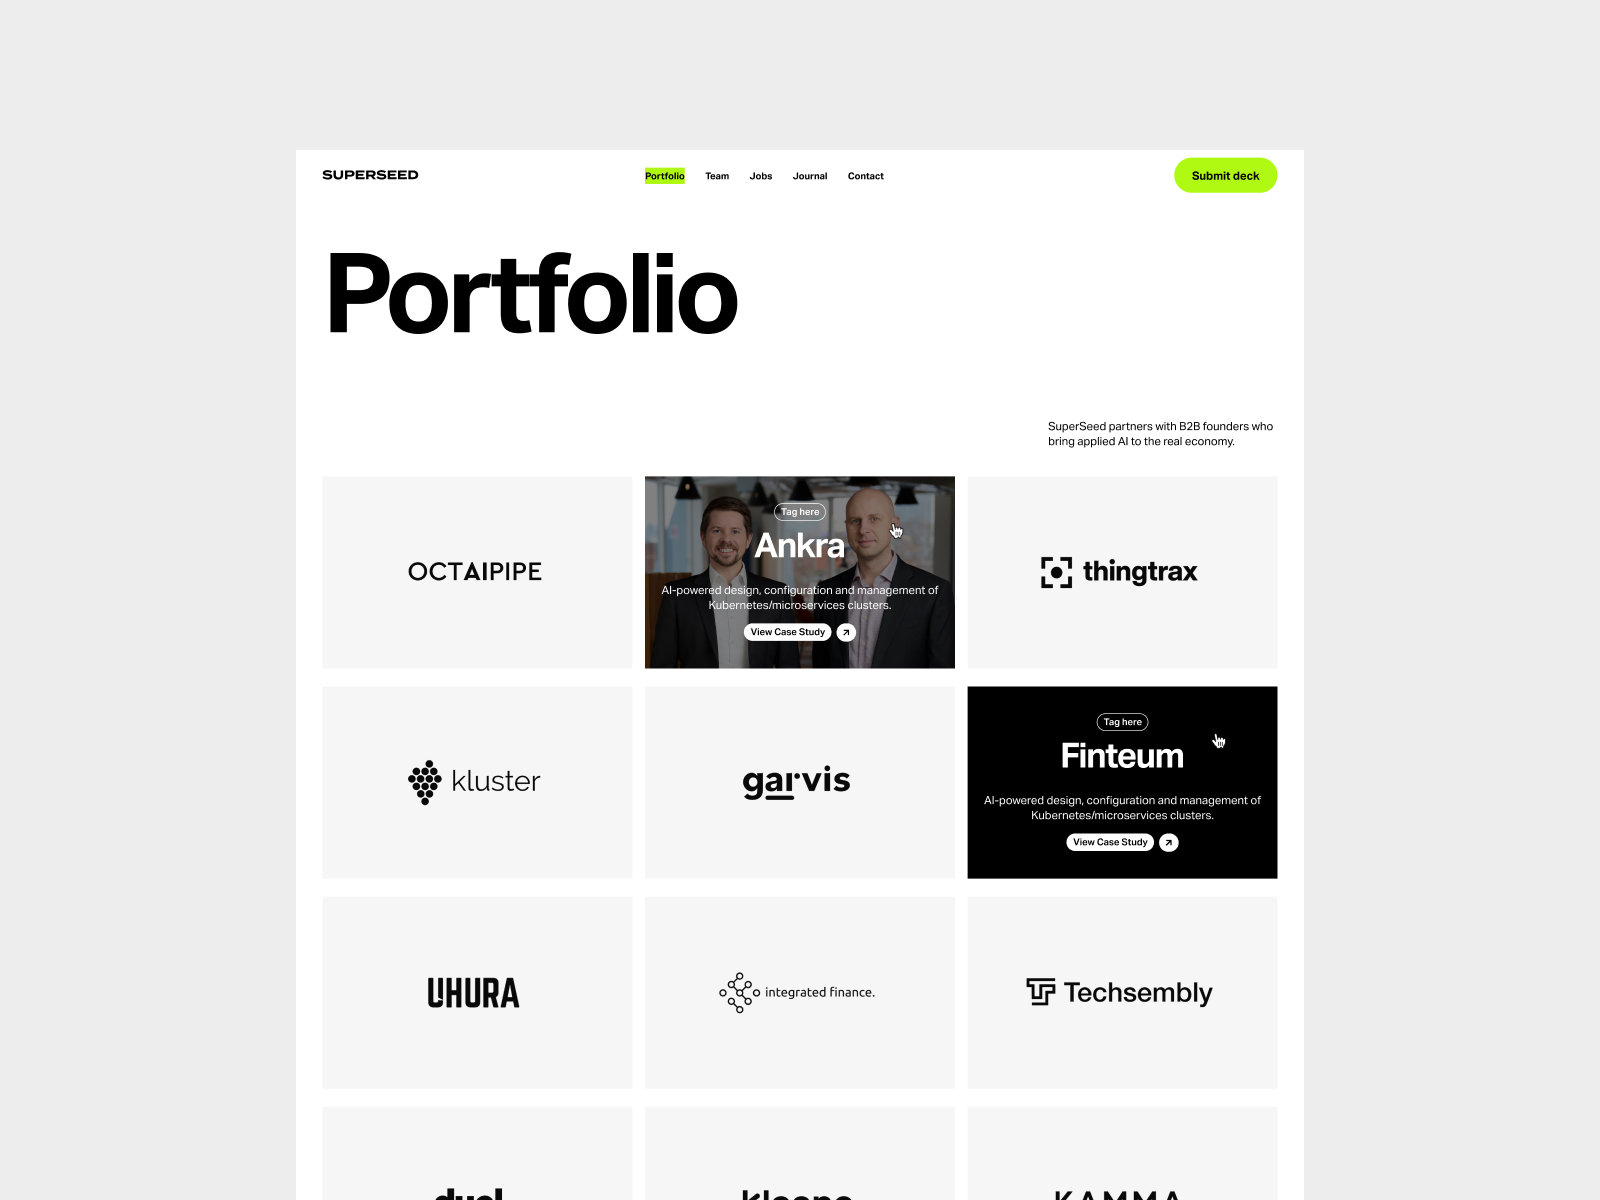 SUPERSEED
Portfolio
Team
Jobs
Journal
Contact
Submit deck
Portfolio
SuperSeed partners with B2B founders who
bring applied AI to the real economy.
OCTAIPIPE
Tag here
Ankra
AI-powered design, configuration and management of
Kubernetes/microservices clusters.
View Case Study
thingtrax
kluster
garvis
Tag here
Finteum
AI-powered design, configuration and management of
Kubernetes/microservices clusters.
View Case Study
UHURA
integrated finance.
Techsembly
duel
KAMMA